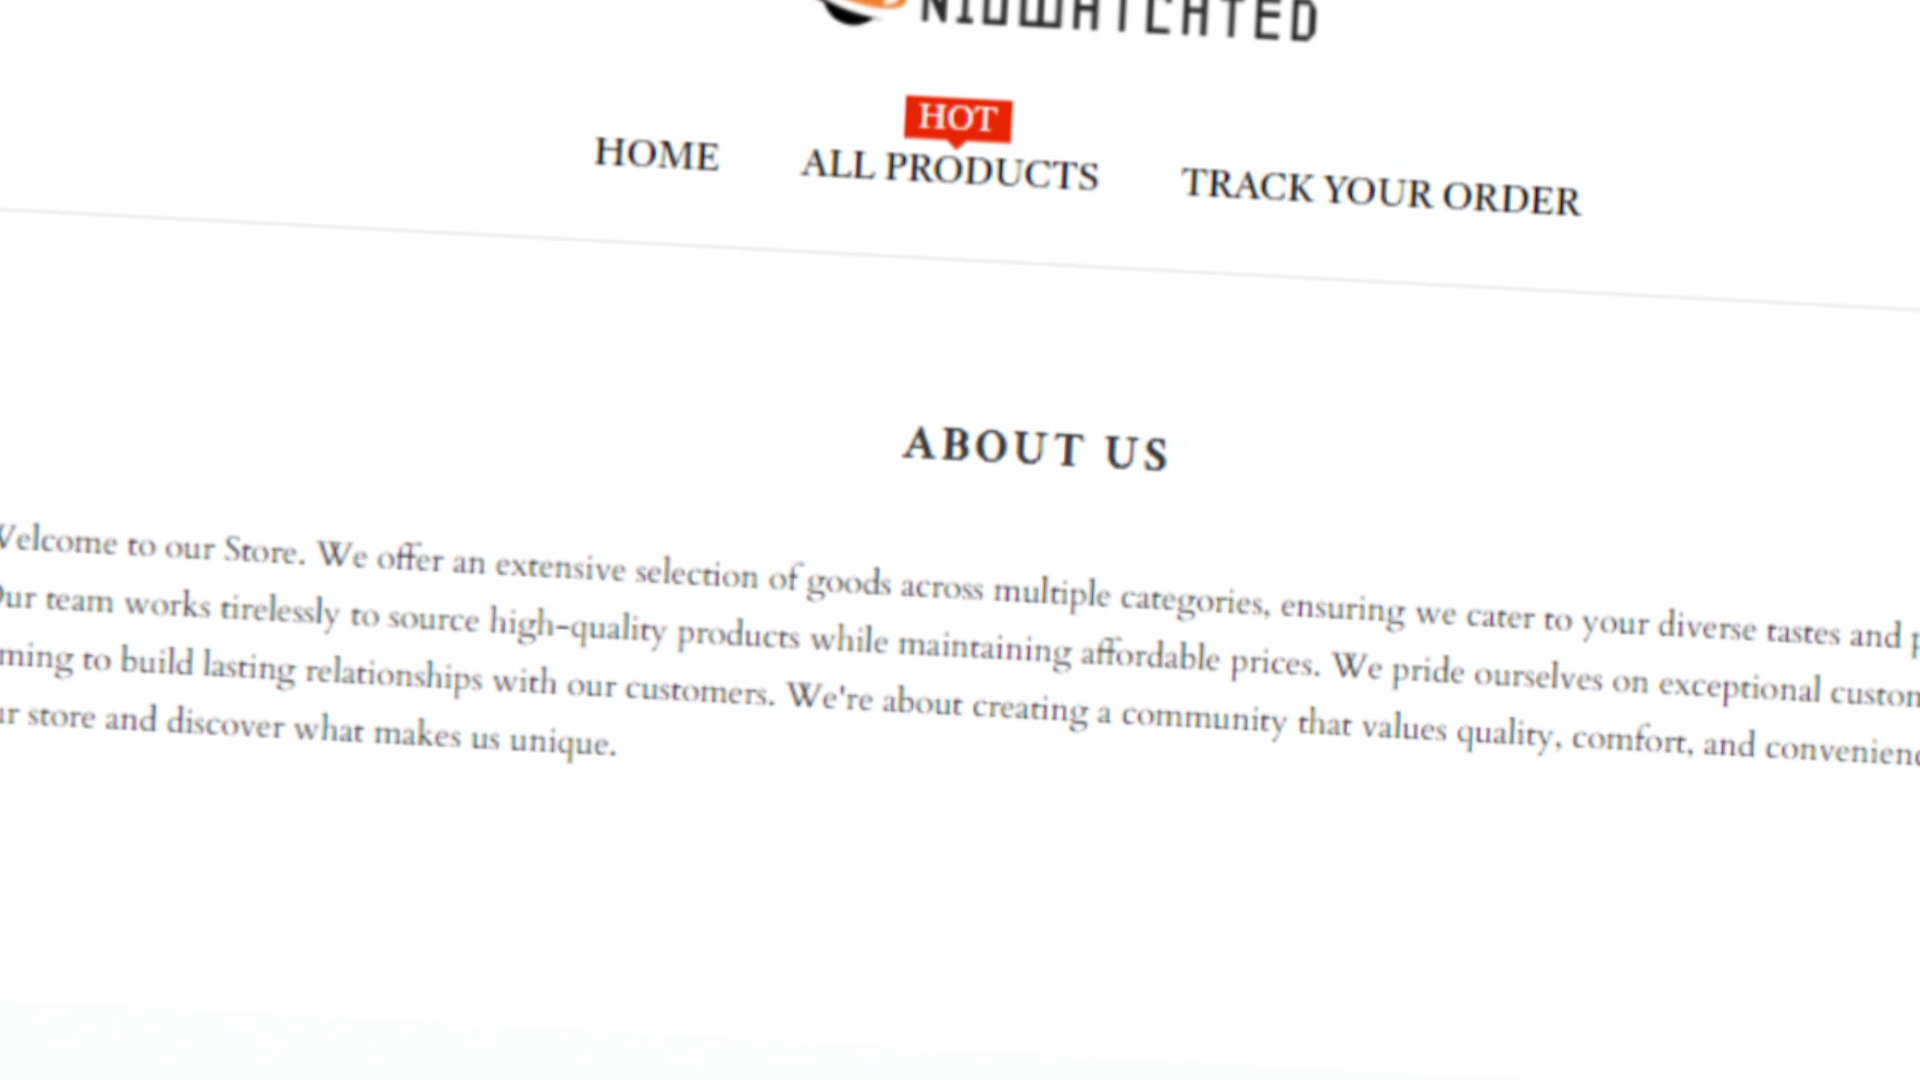 HOT
HOME ALL PRODUCTS TRACK YOUR ORDER
ABOUT US
Welcome to our Store. We offer an extensive selection of goods across multiple categories, ensuring we cater to your diverse tastes and
Our team works tirelessly to source high-quality products while maintaining affordable prices. We pride ourselves on exceptional
to build lasting relationships with our customers. We're about creating a community that values quality, comfort, and
store and discover what makes us unique.